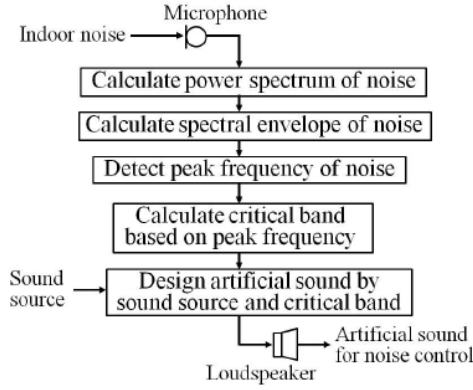 Microphone
Indoor noise
Calculate power spectrum of noise
Calculate spectral envelope of noise
Detect peak frequency of noise
Calculate critical band
based on peak frequency
Sound
source
Design artificial sound by
sound source and critical band
Artificial sound
for noise control
Loudspeaker